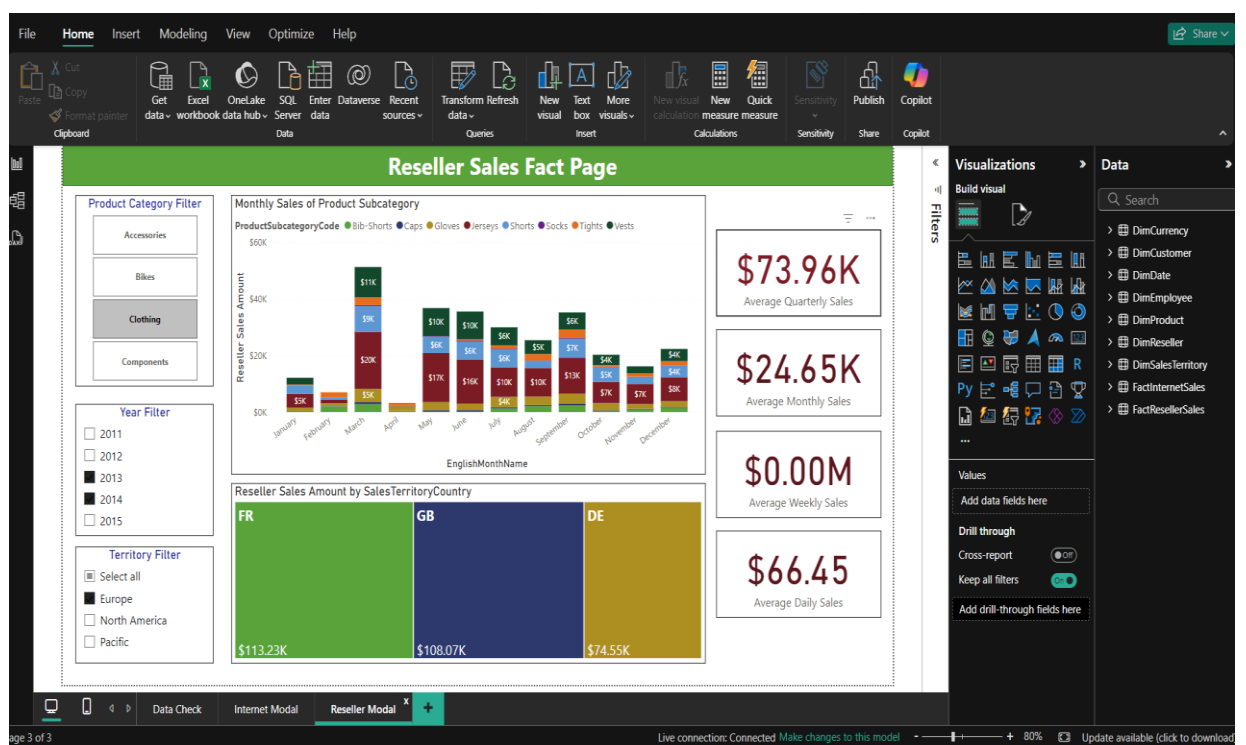 File Home Insert Modeling View Optimize Help Share
Paste
Cut
Copy
Format painter
Clipboard
Get data
Excel workbook
OneLake data hub
SQL Server
Enter data
Dataverse
Recent sources
Data
Transform data
Refresh
Queries
New visual
Text box
More visuals
Insert
New visual calculation
New measure
Quick measure
Calculations
Sensitivity
Sensitivity
Publish
Share
Copilot
Copilot
Reseller Sales Fact Page
Product Category Filter
Accessories
Bikes
Clothing
Components
Year Filter
2011
2012
2013
2014
2015
Territory Filter
Select all
Europe
North America
Pacific
Monthly Sales of Product Subcategory
ProductSubcategoryCode Bib-Shorts Caps Gloves Jerseys Shorts Socks Tights Vests
Reseller Sales Amount
$60K
$40K
$20K
$0K
$5K
$11K
$9K
$20K
$5K
$10K
$6K
$17K
$10K
$6K
$16K
$6K
$6K
$10K
$4K
$5K
$10K
$6K
$7K
$13K
$4K
$5K
$7K
$7K
$4K
$4K
$8K
January February March April May June July August September October November December
EnglishMonthName
Reseller Sales Amount by SalesTerritoryCountry
FR
$113.23K
GB
$108.07K
DE
$74.55K
$73.96K
Average Quarterly Sales
$24.65K
Average Monthly Sales
$0.00M
Average Weekly Sales
$66.45
Average Daily Sales
Filters
Visualizations
Build visual
R
Py
123
Values
Add data fields here
Drill through
Cross-report
Off
Keep all filters
On
Add drill-through fields here
Data
Search
DimCurrency
DimCustomer
DimDate
DimEmployee
DimProduct
DimReseller
DimSalesTerritory
FactInternetSales
FactResellerSales
Data Check Internet Modal Reseller Modal x +
age 3 of 3
Live connection: Connected Make changes to this model - + 80% Update available (click to download)